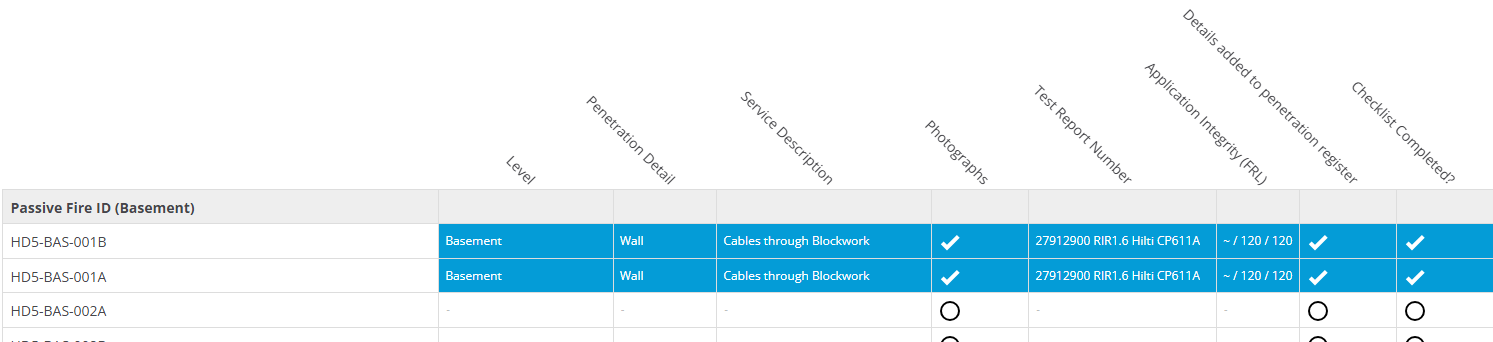 Level
Penetration Detail
Service Description
Photographs
Test Report Number
Application Integrity (FRL)
Details added to penetration register
Checklist Completed?
Passive Fire ID (Basement)
HD5-BAS-001B Basement Wall Cables through Blockwork 27912900 RIR1.6 Hilti CP611A ~ / 120 / 120
HD5-BAS-001A Basement Wall Cables through Blockwork 27912900 RIR1.6 Hilti CP611A ~ / 120 / 120
HD5-BAS-002A - - - - -